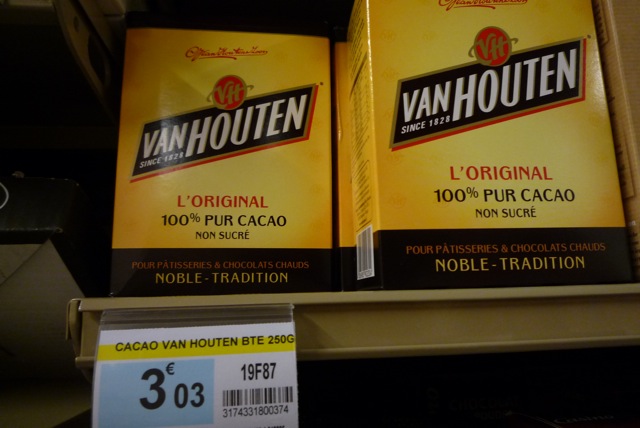 VH
VAN HOUTEN
SINCE 1828
L'ORIGINAL
100% PUR CACAO
NON SUCRÉ
POUR PÂTISSERIES & CHOCOLATS CHAUDS
NOBLE - TRADITION
VH
VAN HOUTEN
SINCE 1828
L'ORIGINAL
100% PUR CACAO
NON SUCRÉ
POUR PÂTISSERIES & CHOCOLATS CHAUDS
NOBLE - TRADITION
CACAO VAN HOUTEN BTE 250G
3€03
19F87
3174331800374